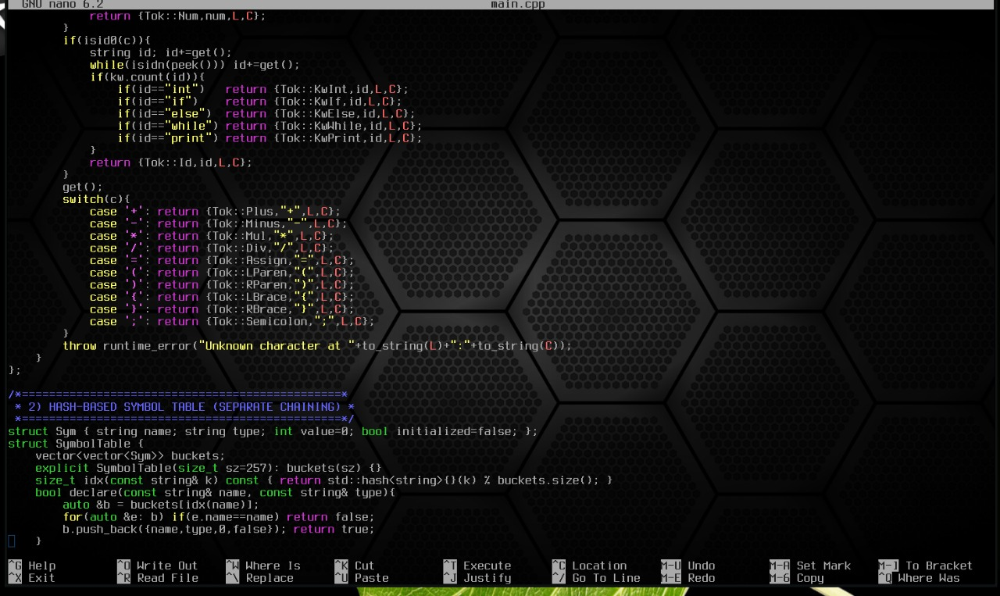 GNU nano 6.2 main.cpp
            return {Tok::Num,num,L,C};
        }
        if(isid0(c)){
            string id; id+=get();
            while(isidn(peek())) id+=get();
            if(kw.count(id)){
                if(id=="int")   return {Tok::KwInt,id,L,C};
                if(id=="if")    return {Tok::KwIf,id,L,C};
                if(id=="else")  return {Tok::KwElse,id,L,C};
                if(id=="while") return {Tok::KwWhile,id,L,C};
                if(id=="print") return {Tok::KwPrint,id,L,C};
            }
            return {Tok::Id,id,L,C};
        }
        get();
        switch(c){
            case '+': return {Tok::Plus,"+",L,C};
            case '-': return {Tok::Minus,"-",L,C};
            case '*': return {Tok::Mul,"*",L,C};
            case '/': return {Tok::Div,"/",L,C};
            case '=': return {Tok::Assign,"=",L,C};
            case '(': return {Tok::LParen,"(",L,C};
            case ')': return {Tok::RParen,")",L,C};
            case '{': return {Tok::LBrace,"{",L,C};
            case '}': return {Tok::RBrace,"}",L,C};
            case ';': return {Tok::Semicolon,";",L,C};
        }
        throw runtime_error("Unknown character at "+to_string(L)+":"+to_string(C));
    }
};
/*===============================================*
 * 2) HASH-BASED SYMBOL TABLE (SEPARATE CHAINING) *
 *===============================================*/
struct Sym { string name; string type; int value=0; bool initialized=false; };
struct SymbolTable {
    vector<vector<Sym>> buckets;
    explicit SymbolTable(size_t sz=257): buckets(sz) {}
    size_t idx(const string& k) const { return std::hash<string>{}(k) % buckets.size(); }
    bool declare(const string& name, const string& type){
        auto &b = buckets[idx(name)];
        for(auto &e: b) if(e.name==name) return false;
        b.push_back({name,type,0,false}); return true;
    }
^G Help ^O Write Out ^W Where Is ^K Cut ^T Execute ^C Location M-U Undo M-A Set Mark M-] To Bracket
^X Exit ^R Read File ^\ Replace ^U Paste ^J Justify ^/ Go To Line M-E Redo M-6 Copy ^Q Where Was